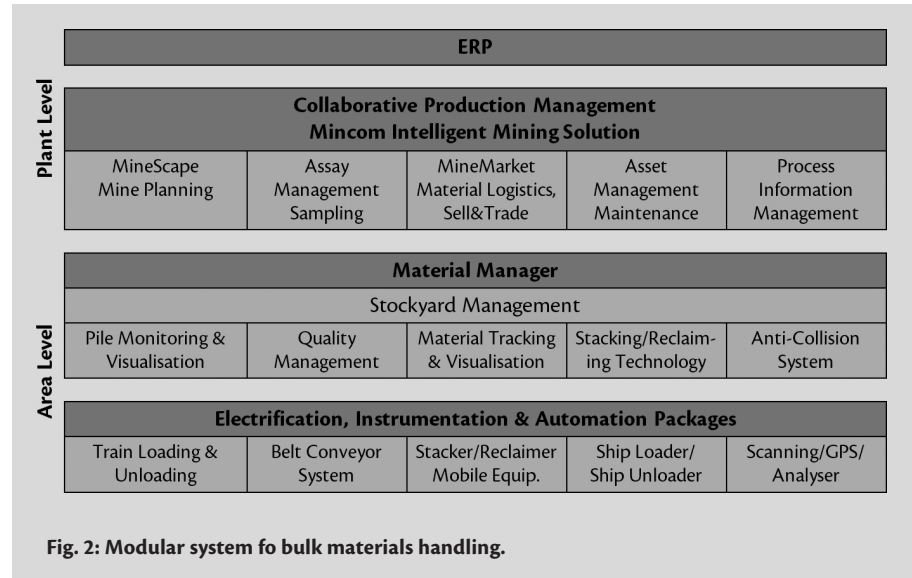 ERP
Plant Level
Collaborative Production Management
Mincom Intelligent Mining Solution
MineScape
Mine Planning
Assay
Management
Sampling
MineMarket
Material Logistics,
Sell&Trade
Asset
Management
Maintenance
Process
Information
Management
Area Level
Material Manager
Stockyard Management
Pile Monitoring &
Visualisation
Quality
Management
Material Tracking
& Visualisation
Stacking/Reclaim-
ing Technology
Anti-Collision
System
Electrification, Instrumentation & Automation Packages
Train Loading &
Unloading
Belt Conveyor
System
Stacker/Reclaimer
Mobile Equip.
Ship Loader/
Ship Unloader
Scanning/GPS/
Analyser
Fig. 2: Modular system fo bulk materials handling.